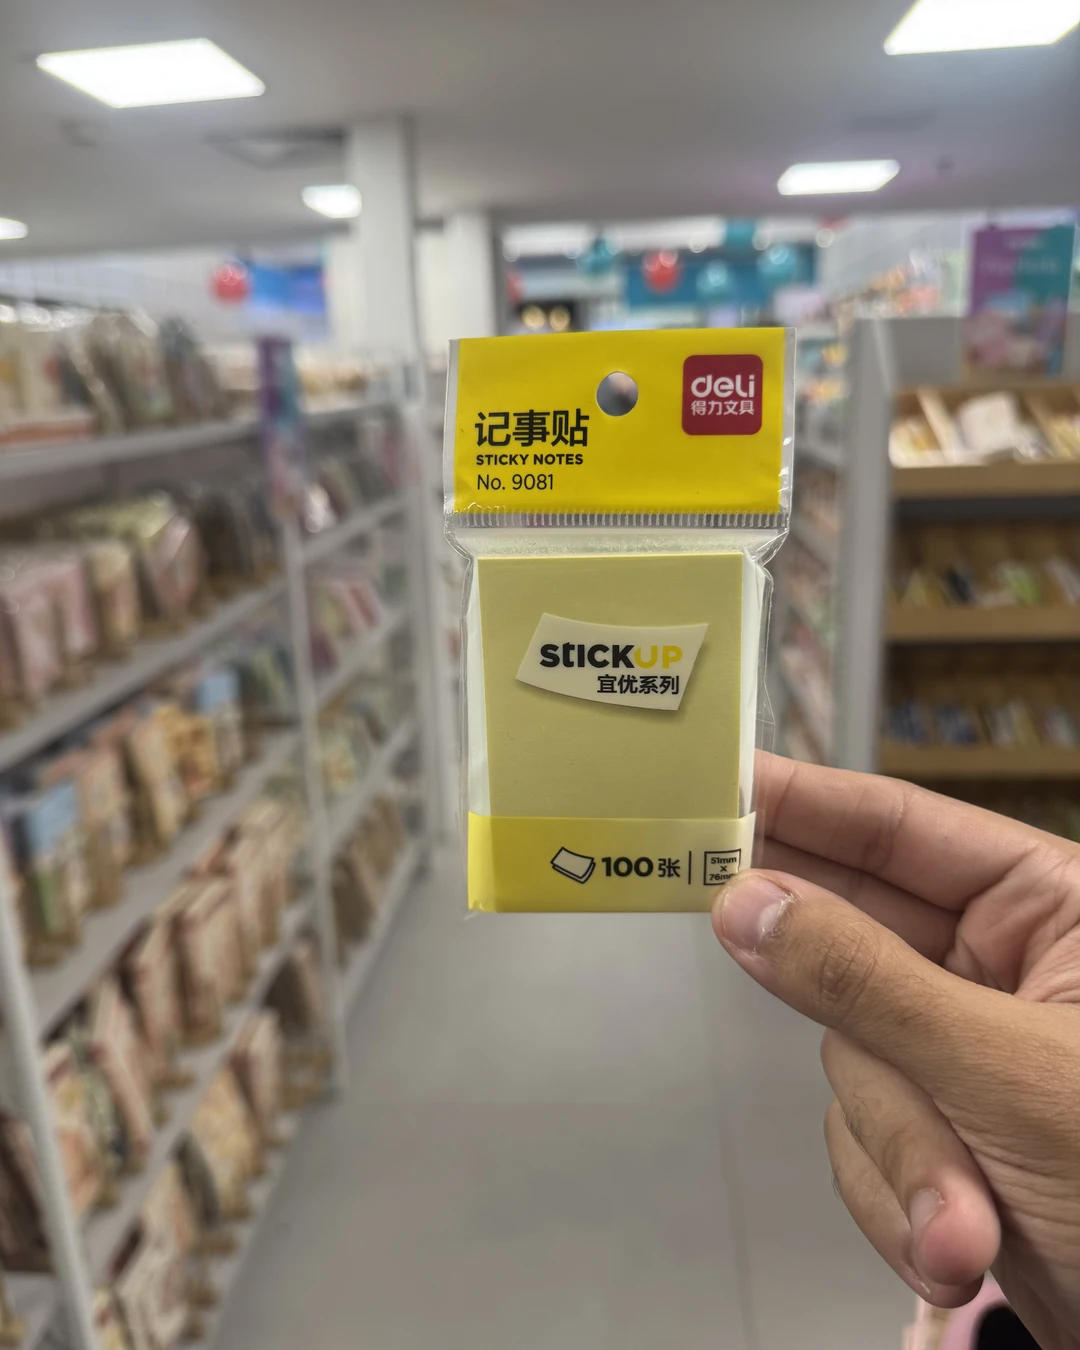 记事贴
STICKY NOTES
No. 9081
deli
得力文具
STICKUP
宜优系列
100张
51mm
x
76mm